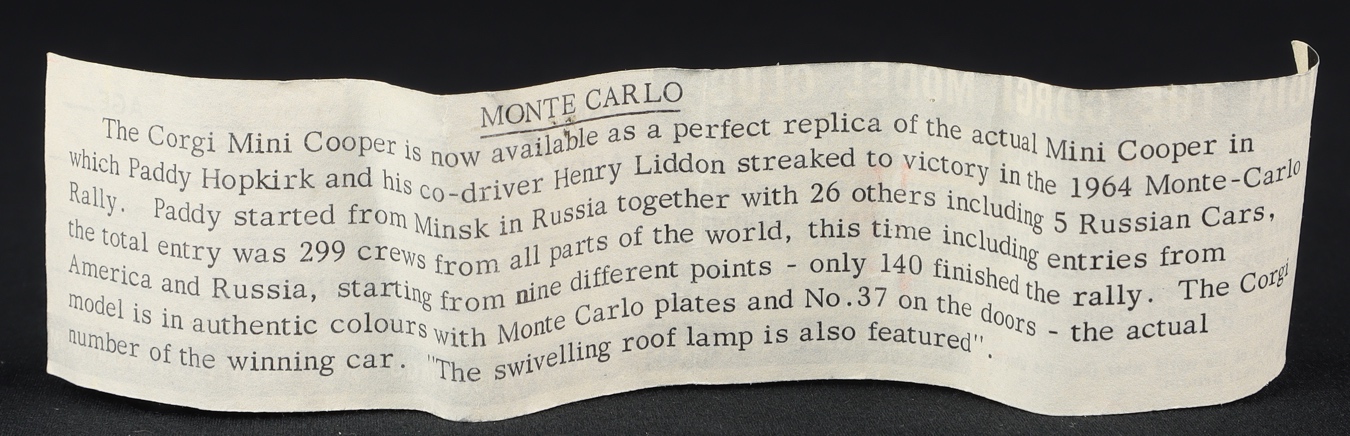 MONTE CARLO
The Corgi Mini Cooper is now available as a perfect replica of the actual Mini Cooper in
which Paddy Hopkirk and his co-driver Henry Liddon streaked to victory in the 1964 Monte-Carlo
Rally. Paddy started from Minsk in Russia together with 26 others including 5 Russian Cars,
the total entry was 299 crews from all parts of the world, this time including entries from
America and Russia, starting from nine different points - only 140 finished the rally. The Corgi
model is in authentic colours with Monte Carlo plates and No.37 on the doors - the actual
number of the winning car. "The swivelling roof lamp is also featured".